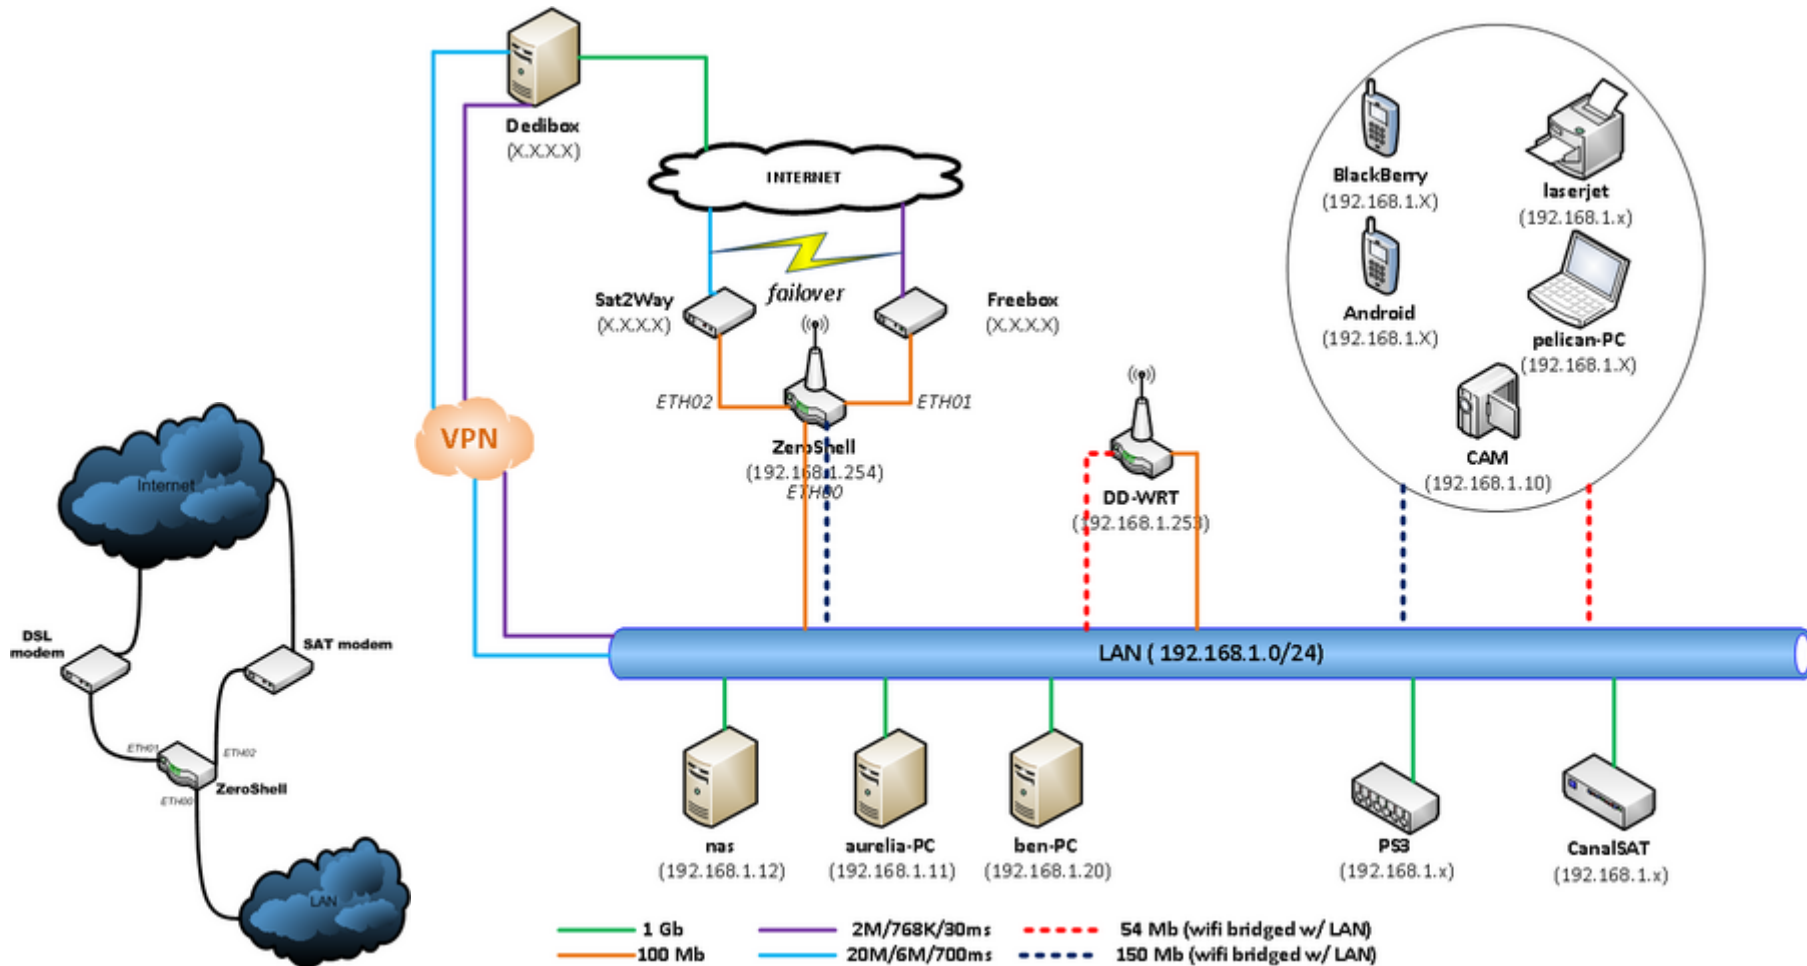 Dedibox
(X.X.X.X)
INTERNET
Sat2Way
(X.X.X.X)
failover
Freebox
(X.X.X.X)
ETH02
ETH01
ZeroShell
(192.168.1.254)
ETH00
VPN
DD-WRT
(192.168.1.253)
BlackBerry
(192.168.1.X)
laserjet
(192.168.1.x)
Android
(192.168.1.X)
pelican-PC
(192.168.1.X)
CAM
(192.168.1.10)
Internet
DSL
modem
SAT modem
ETH01
ETH02
ZeroShell
ETH00
LAN
LAN ( 192.168.1.0/24)
nas
(192.168.1.12)
aurelia-PC
(192.168.1.11)
ben-PC
(192.168.1.20)
PS3
(192.168.1.x)
CanalSAT
(192.168.1.x)
1 Gb
2M/768K/30ms
54 Mb (wifi bridged w/ LAN)
100 Mb
20M/6M/700ms
150 Mb (wifi bridged w/ LAN)